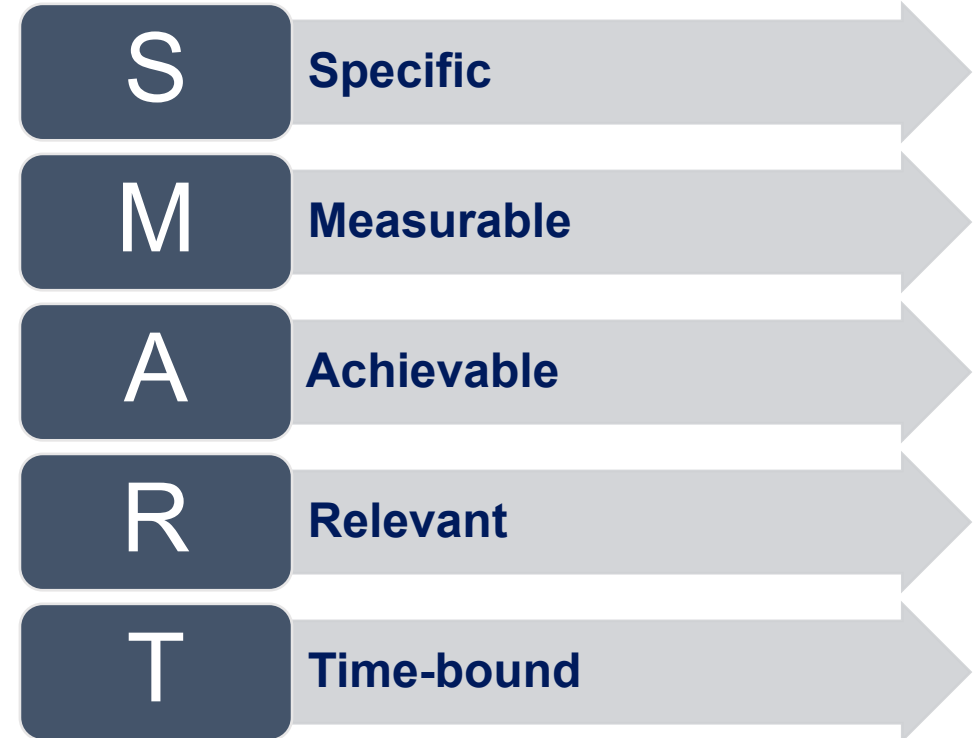 S Specific
M Measurable
A Achievable
R Relevant
T Time-bound